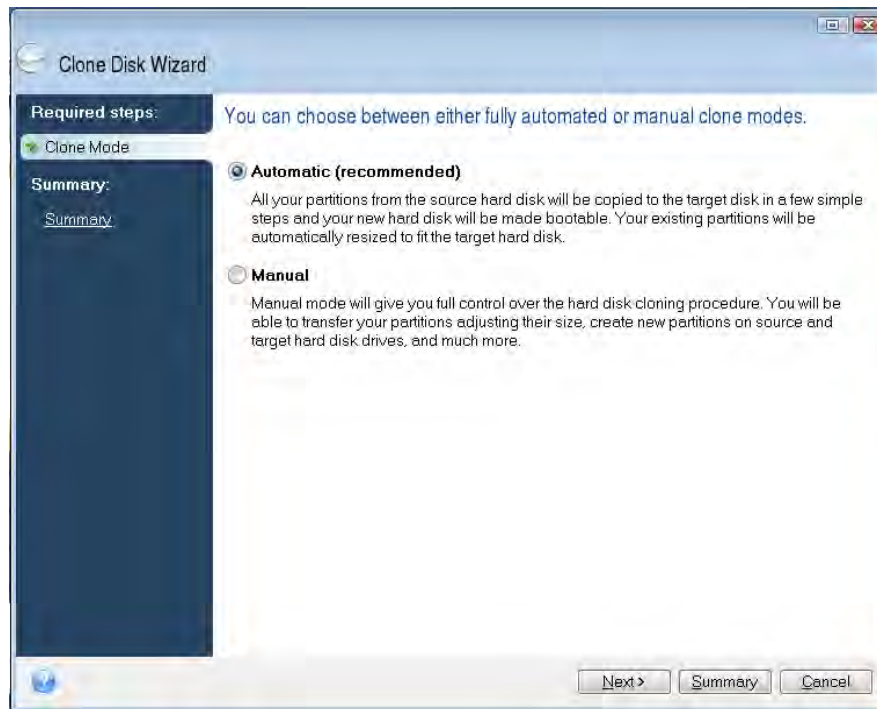 Clone Disk Wizard
Required steps:
Clone Mode
Summary:
Summary
You can choose between either fully automated or manual clone modes.
Automatic (recommended)
All your partitions from the source hard disk will be copied to the target disk in a few simple
steps and your new hard disk will be made bootable. Your existing partitions will be
automatically resized to fit the target hard disk.
Manual
Manual mode will give you full control over the hard disk cloning procedure. You will be
able to transfer your partitions adjusting their size, create new partitions on source and
target hard disk drives, and much more.
Next >
Summary
Cancel